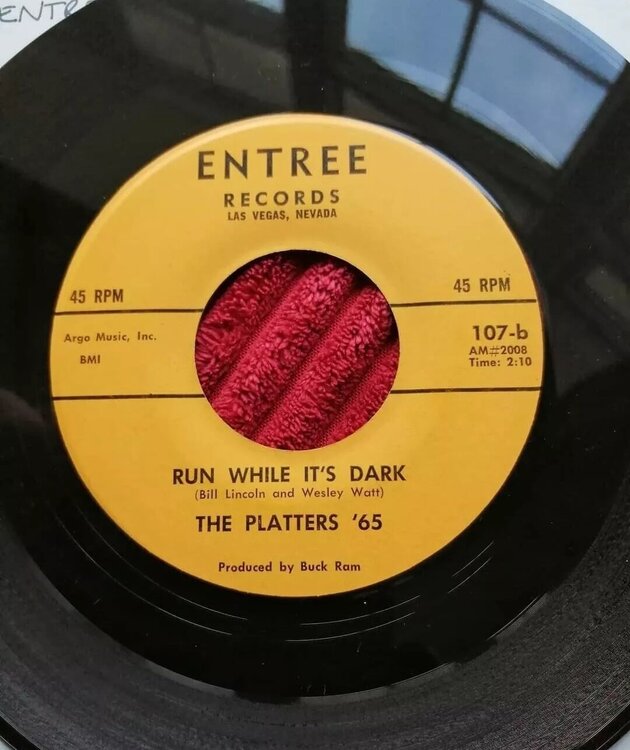 ENTREE
RECORDS
LAS VEGAS, NEVADA
45 RPM
45 RPM
Argo Music, Inc.
BMI
107-b
AM#2008
Time: 2:10
RUN WHILE IT'S DARK
(Bill Lincoln and Wesley Watt)
THE PLATTERS '65
Produced by Buck Ram